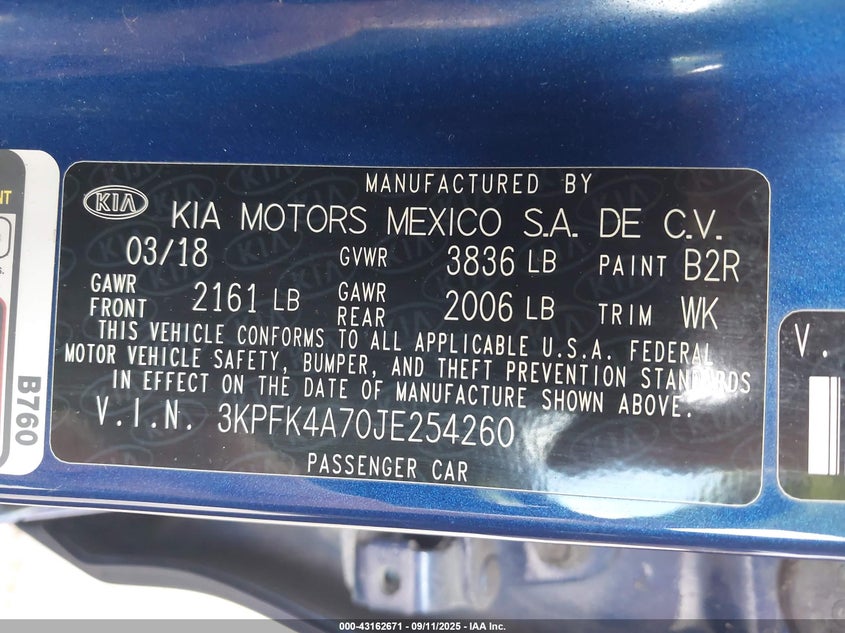 MANUFACTURED BY
KIA
KIA MOTORS MEXICO S.A. DE C.V.
03/18 GVWR 3836 LB PAINT B2R
GAWR FRONT 2161 LB GAWR REAR 2006 LB TRIM WK
THIS VEHICLE CONFORMS TO ALL APPLICABLE U.S.A. FEDERAL
MOTOR VEHICLE SAFETY, BUMPER, AND THEFT PREVENTION STANDARDS
IN EFFECT ON THE DATE OF MANUFACTURE SHOWN ABOVE.
V.I.N. 3KPFK4A70JE254260
PASSENGER CAR
B760
V.
000-43162671 - 09/11/2025 - IAA Inc.